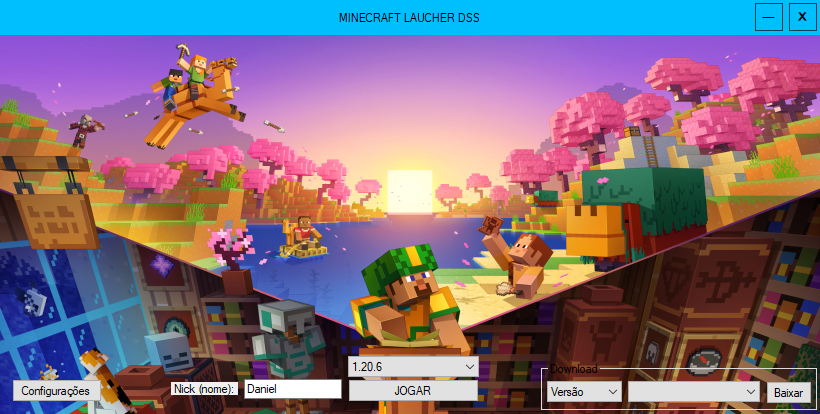 MINECRAFT LAUCHER DSS
— X
1.20.6
Download
Configurações
Nick (nome):
Daniel
JOGAR
Versão
Baixar